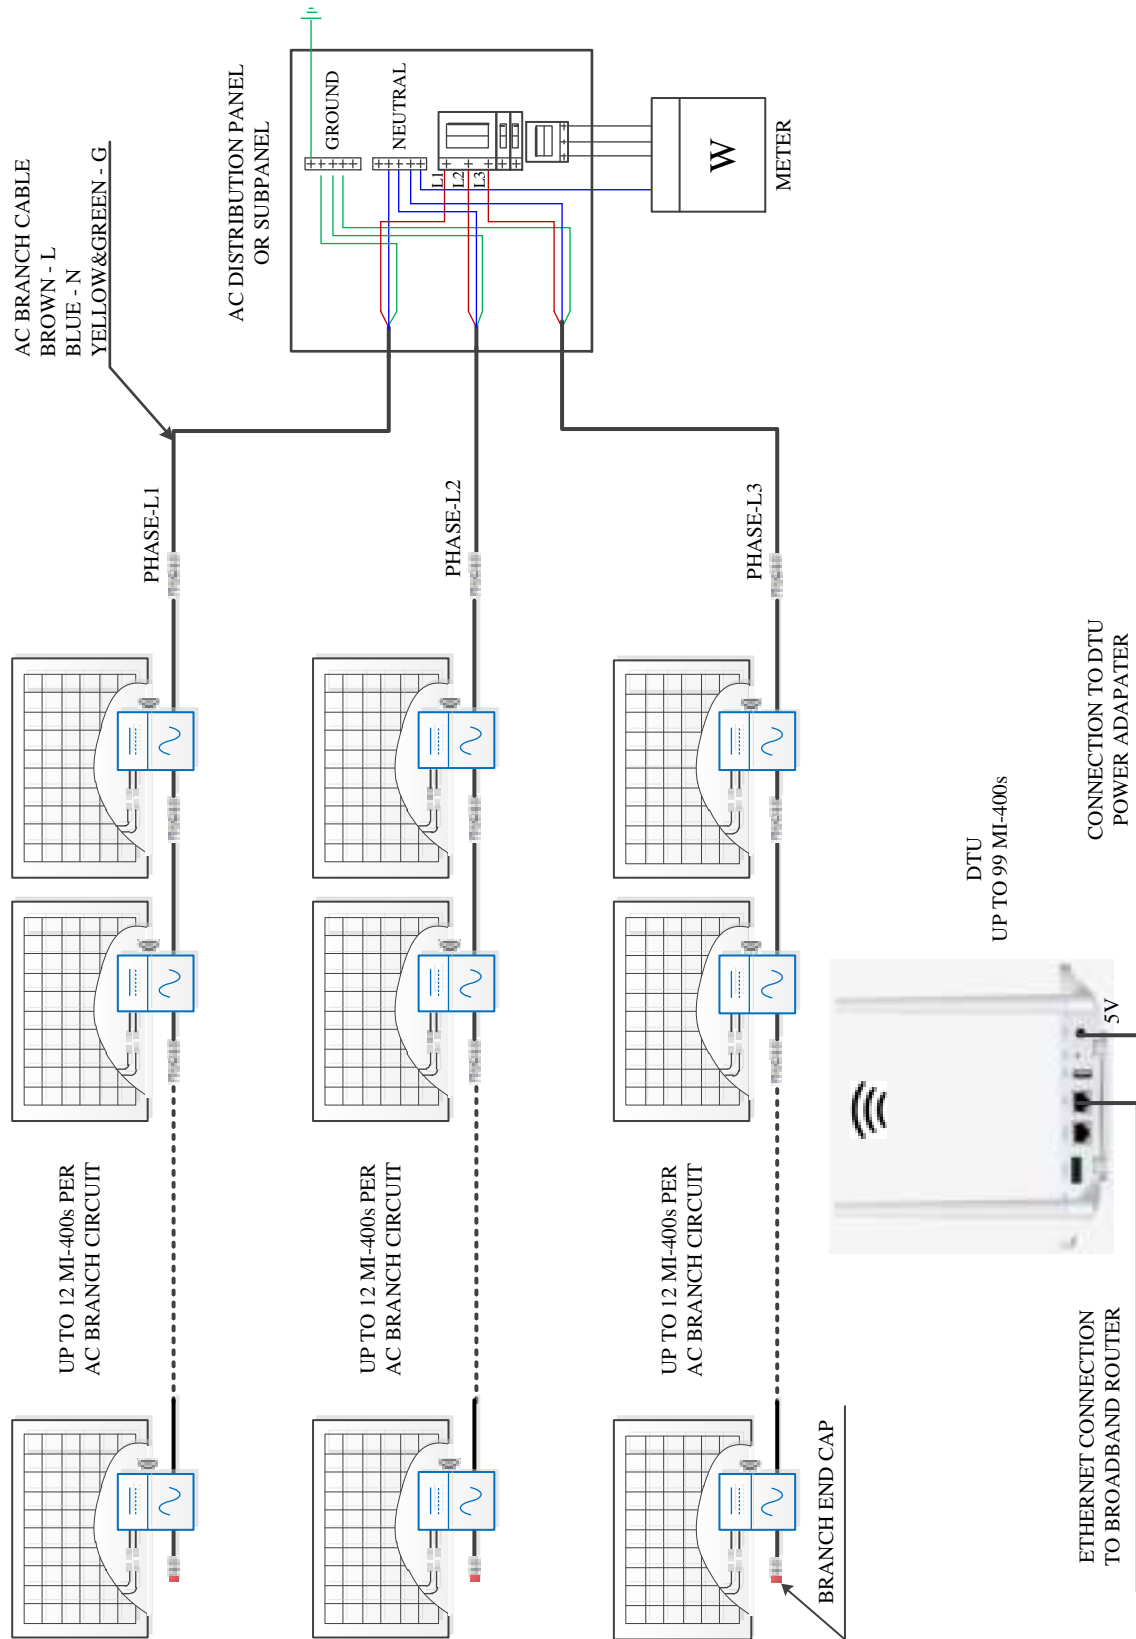 AC BRANCH CABLE
BROWN - L
BLUE - N
YELLOW&GREEN - G
AC DISTRIBUTION PANEL
OR SUBPANEL
GROUND
NEUTRAL
L1
L2
L3
W
METER
PHASE-L1
PHASE-L2
PHASE-L3
UP TO 12 MI-400s PER
AC BRANCH CIRCUIT
UP TO 12 MI-400s PER
AC BRANCH CIRCUIT
UP TO 12 MI-400s PER
AC BRANCH CIRCUIT
BRANCH END CAP
DTU
UP TO 99 MI-400s
CONNECTION TO DTU
POWER ADAPATER
5V
ETHERNET CONNECTION
TO BROADBAND ROUTER